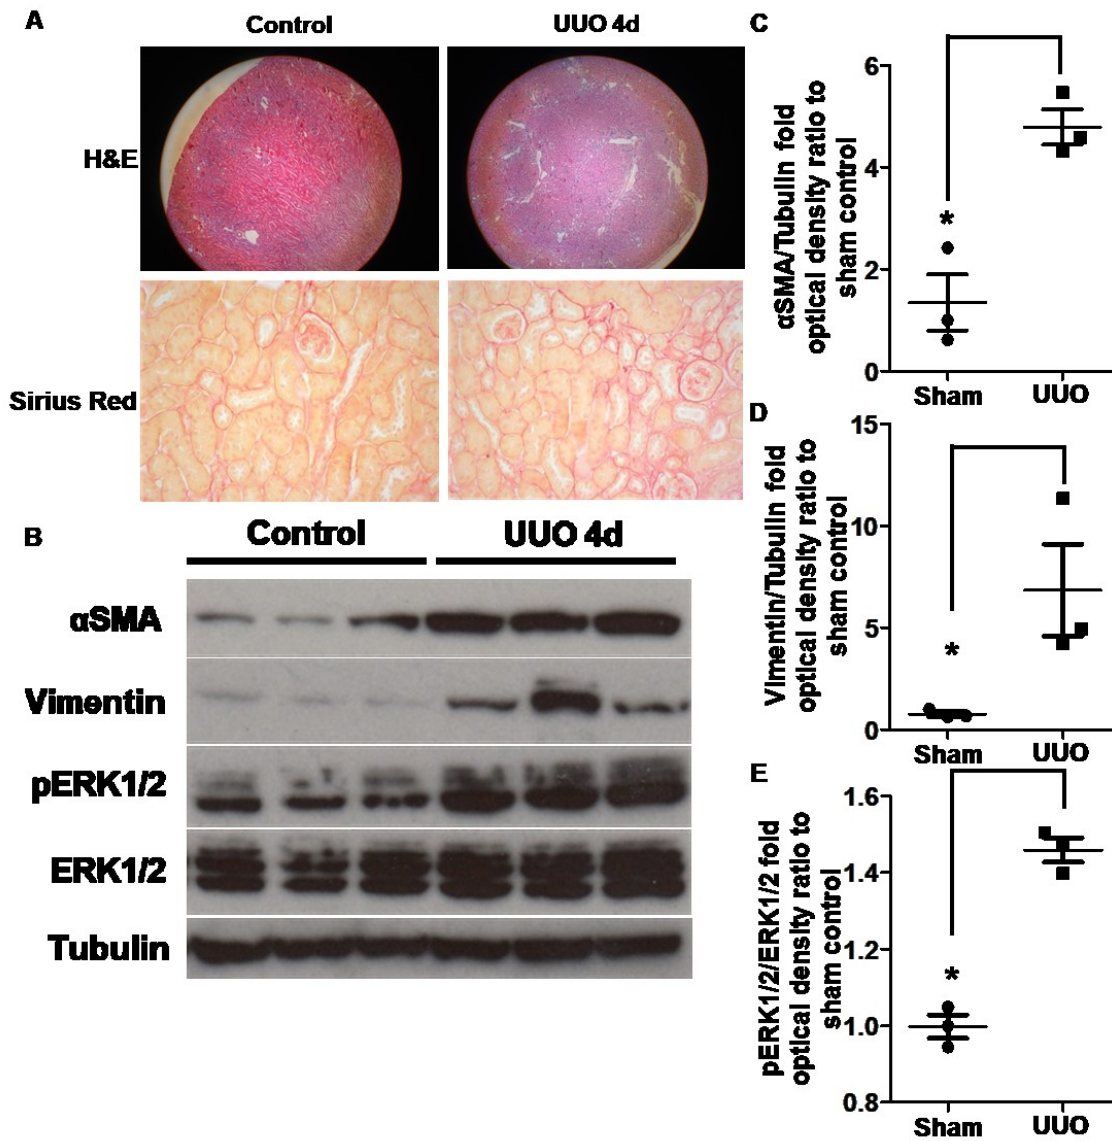 A
Control
UUO 4d
H&E
Sirius Red
B
Control
UUO 4d
αSMA
Vimentin
pERK1/2
ERK1/2
Tubulin
C
αSMA/Tubulin fold
optical density ratio to
sham control
6
4
2
0
*
Sham
UUO
D
Vimentin/Tubulin fold
optical density ratio to
sham control
15
10
5
0
*
Sham
UUO
E
pERK1/2/ERK1/2 fold
optical density ratio to
sham control
1.6
1.4
1.2
1.0
0.8
*
Sham
UUO